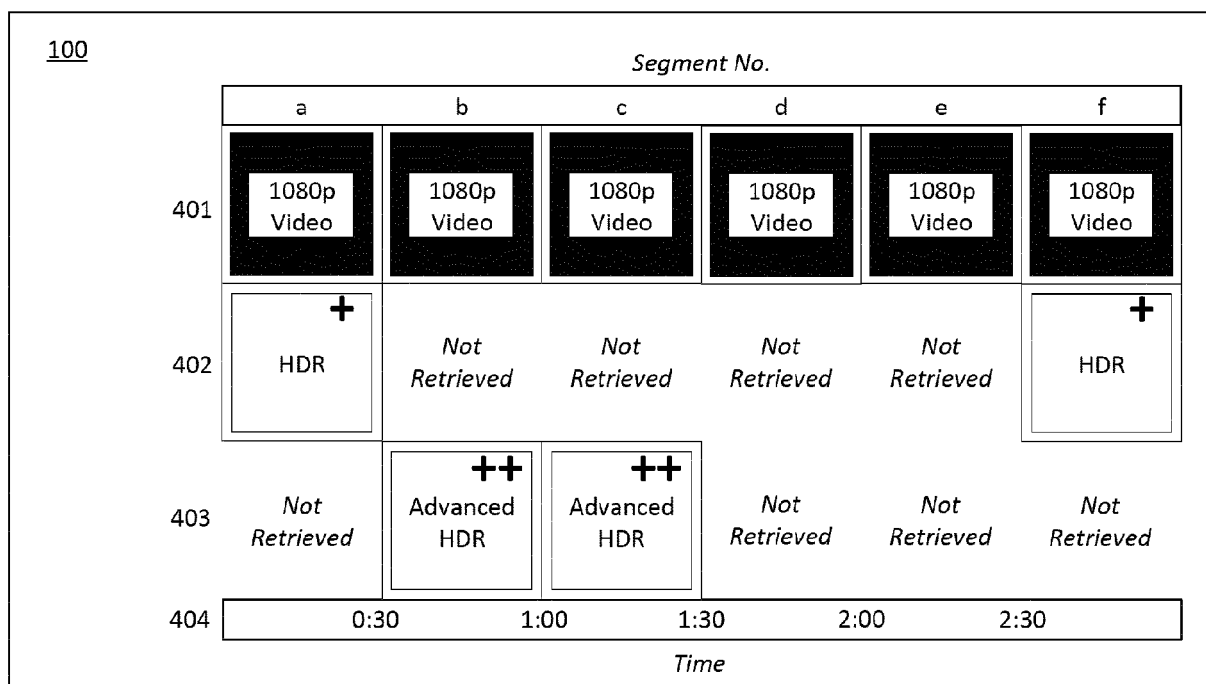 100
Segment No.
a b c d e f
401
1080p 1080p 1080p 1080p 1080p 1080p
Video Video Video Video Video Video
402
+ +
HDR Not Not Not Not HDR
Retrieved Retrieved Retrieved Retrieved
403
++ ++
Not Advanced Advanced Not Not Not
Retrieved HDR HDR Retrieved Retrieved Retrieved
404 0:30 1:00 1:30 2:00 2:30
Time